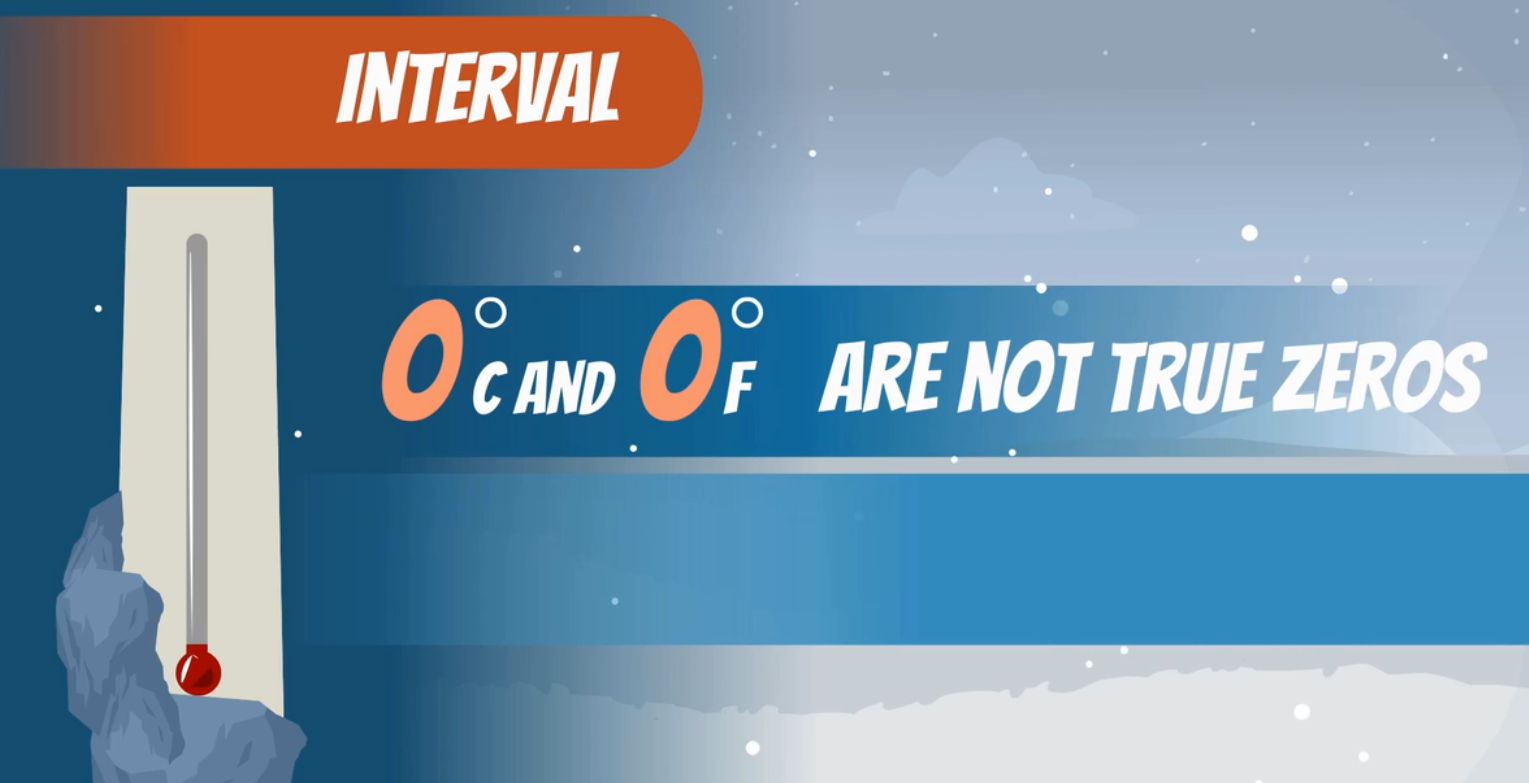 INTERVAL
0°C AND 0°F ARE NOT TRUE ZEROS